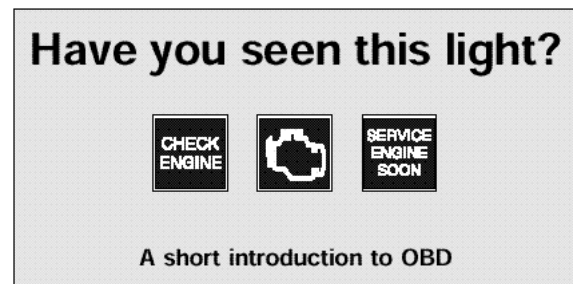 Have you seen this light?
CHECK
ENGINE
SERVICE
ENGINE
SOON
A short introduction to OBD